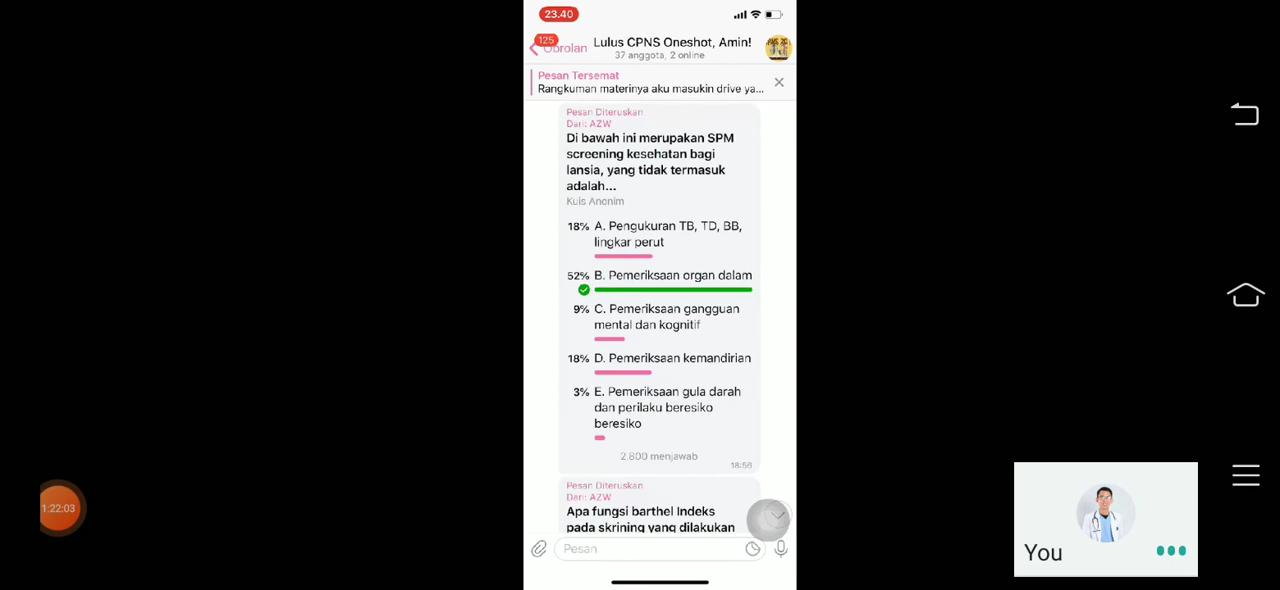 23.40
125
Obrolan
Lulus CPNS Oneshot, Amin!
37 anggota, 2 online
Pesan Tersemat
Rangkuman materinya aku masukin drive ya...
Pesan Diteruskan
Dari: AZW
Di bawah ini merupakan SPM
screening kesehatan bagi
lansia, yang tidak termasuk
adalah...
Kuis Anonim
18% A. Pengukuran TB, TD, BB,
lingkar perut
52% B. Pemeriksaan organ dalam
9% C. Pemeriksaan gangguan
mental dan kognitif
18% D. Pemeriksaan kemandirian
3% E. Pemeriksaan gula darah
dan perilaku beresiko
beresiko
2.800 menjawab
18:56
Pesan Diteruskan
Dari: AZW
Apa fungsi barthel Indeks
pada skrining yang dilakukan
Pesan
1:22:03
You